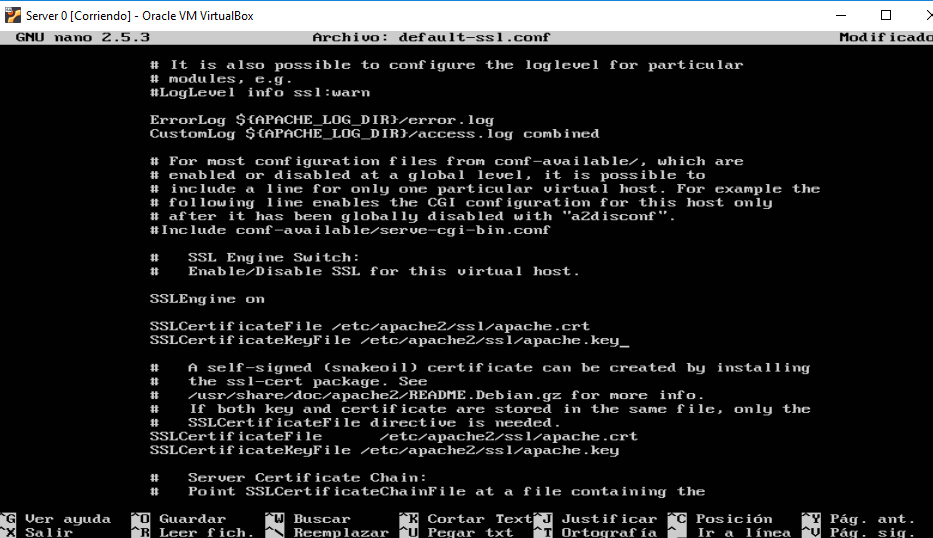 Server 0 [Corriendo] - Oracle VM VirtualBox
GNU nano 2.5.3 Archivo: default-ssl.conf Modificado
# It is also possible to configure the loglevel for particular
# modules, e.g.
#LogLevel info ssl:warn
ErrorLog ${APACHE_LOG_DIR}/error.log
CustomLog ${APACHE_LOG_DIR}/access.log combined
# For most configuration files from conf-available/, which are
# enabled or disabled at a global level, it is possible to
# include a line for only one particular virtual host. For example the
# following line enables the CGI configuration for this host only
# after it has been globally disabled with "a2disconf".
#Include conf-available/serve-cgi-bin.conf
# SSL Engine Switch:
# Enable/Disable SSL for this virtual host.
SSLEngine on
SSLCertificateFile /etc/apache2/ssl/apache.crt
SSLCertificateKeyFile /etc/apache2/ssl/apache.key_
# A self-signed (snakeoil) certificate can be created by installing
# the ssl-cert package. See
# /usr/share/doc/apache2/README.Debian.gz for more info.
# If both key and certificate are stored in the same file, only the
# SSLCertificateFile directive is needed.
SSLCertificateFile /etc/apache2/ssl/apache.crt
SSLCertificateKeyFile /etc/apache2/ssl/apache.key
# Server Certificate Chain:
# Point SSLCertificateChainFile at a file containing the
^G Ver ayuda ^O Guardar ^W Buscar ^K Cortar Text ^J Justificar ^C Posición ^Y Pág. ant.
^X Salir ^R Leer fich. ^\ Reemplazar ^U Pegar txt ^T Ortografía ^_ Ir a línea ^V Pág. sig.